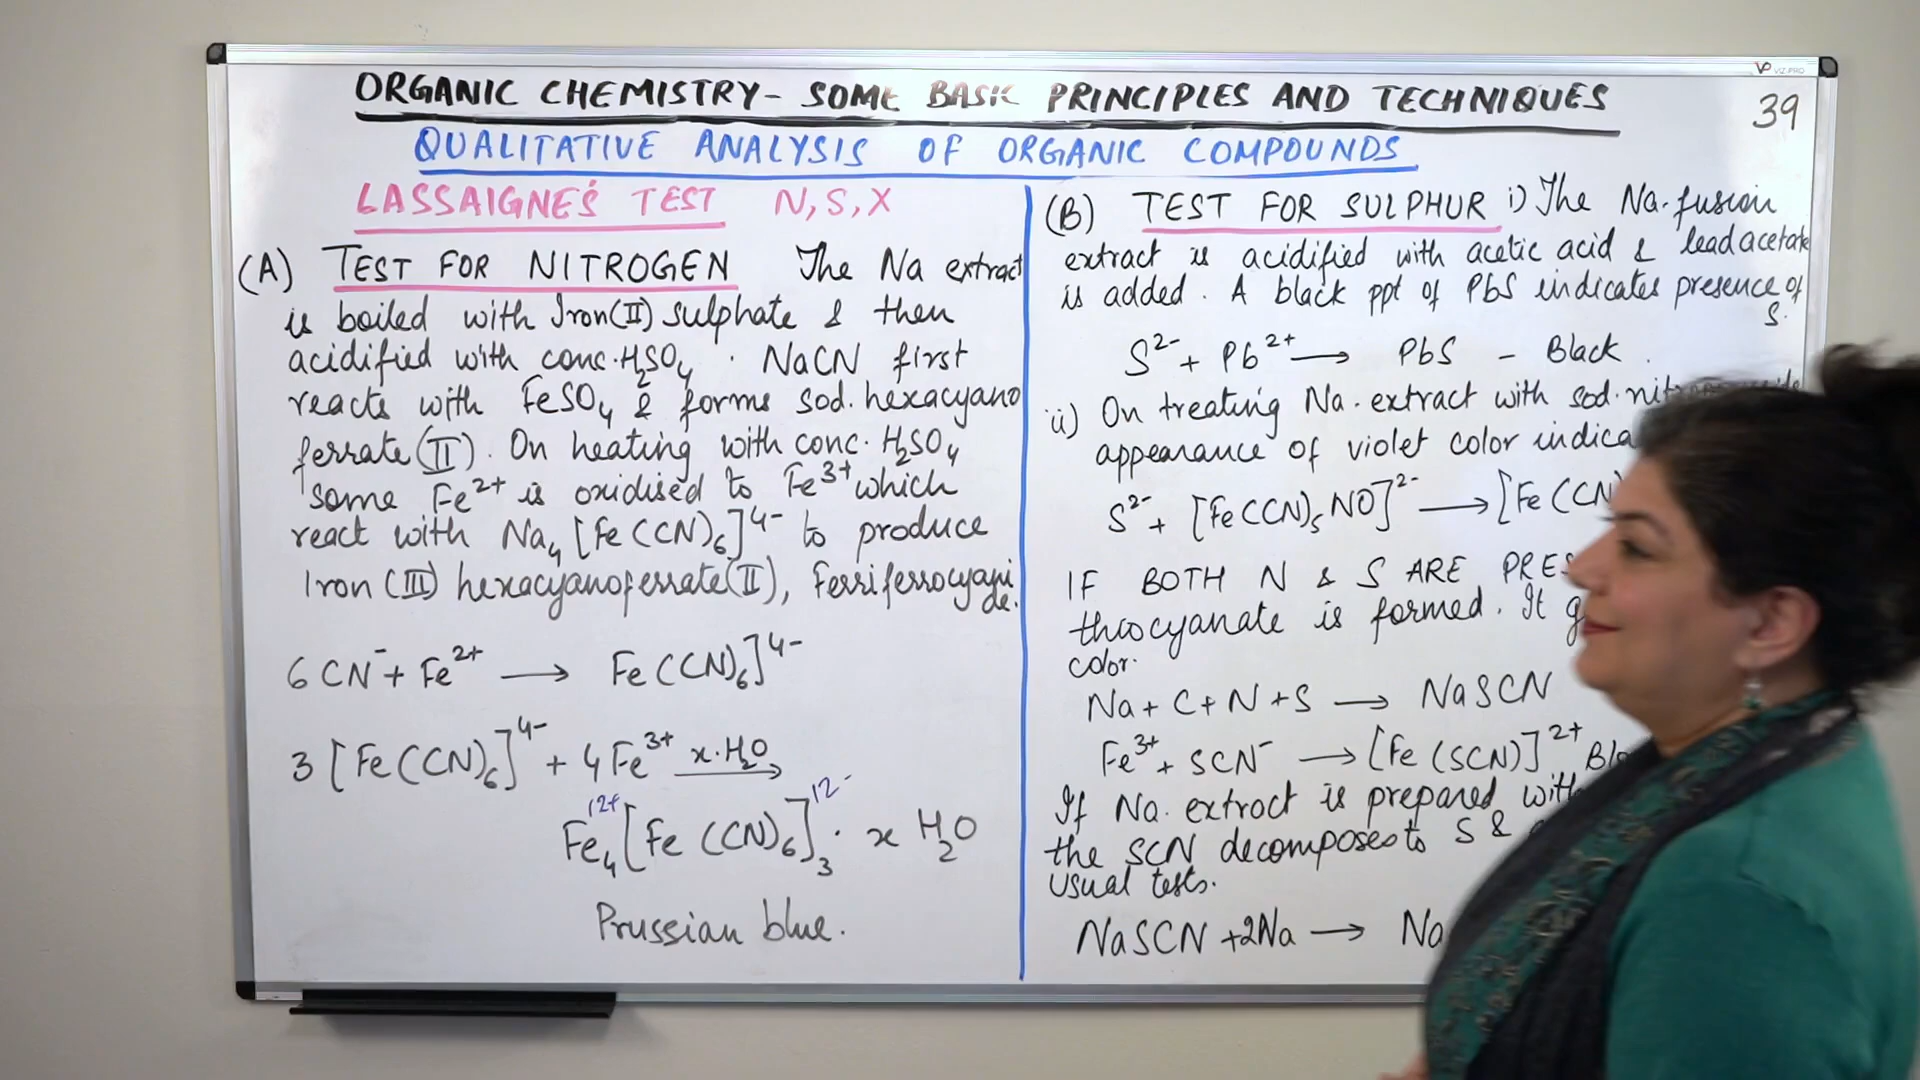 VIZ-PRO
39
ORGANIC CHEMISTRY- SOME BASIC PRINCIPLES AND TECHNIQUES
QUALITATIVE ANALYSIS OF ORGANIC COMPOUNDS
LASSAIGNE'S TEST N, S, X
(A) TEST FOR NITROGEN The Na extract
is boiled with Iron(II) sulphate & then
acidified with conc. H₂SO₄. NaCN first
reacts with FeSO₄ & forms sod. hexacyano
ferrate (II). On heating with conc. H₂SO₄
some Fe²⁺ is oxidised to Fe³⁺ which
react with Na₄ [Fe(CN)₆]⁴⁻ to produce
Iron (III) hexacyanoferrate(II), Ferriferrocyani
de.
6 CN⁻ + Fe²⁺ ⟶ Fe(CN)₆]⁴⁻
3 [Fe(CN)₆]⁴⁻ + 4Fe³⁺ x·H₂O ⟶
12+ 12-
Fe₄[Fe(CN)₆]₃ · x H₂O
Prussian blue.
(B) TEST FOR SULPHUR i) The Na-fusion
extract is acidified with acetic acid & lead acetate
is added. A black ppt of PbS indicates presence of
S.
S²⁻ + Pb²⁺ ⟶ PbS - Black.
ii) On treating Na. extract with sod.
appearance of violet color
S²⁻ + [Fe(CN)₅NO]²⁻ ⟶ [Fe(CN)
IF BOTH N & S ARE
thiocyanate is formed. It
color.
Na + C + N + S ⟶ NaSCN
Fe³⁺ + SCN⁻ ⟶ [Fe(SCN)]²⁺
If Na. extract is prepared with
the SCN decomposes to S &
usual tests.
NaSCN + 2Na ⟶ Na